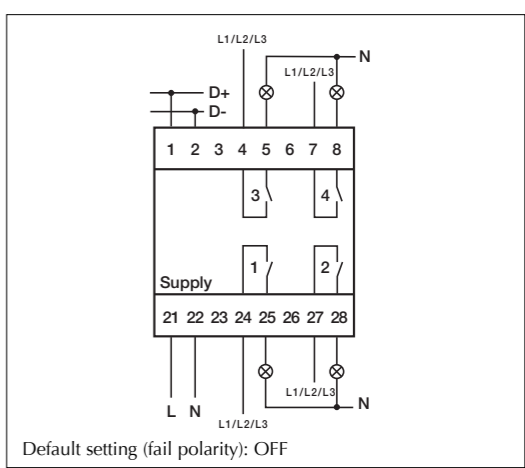 L1/L2/L3
N
L1/L2/L3
D+
D-
1 2 3 4 5 6 7 8
3 4
1 2
Supply
21 22 23 24 25 26 27 28
L1/L2/L3
L N
N
L1/L2/L3
Default setting (fail polarity): OFF